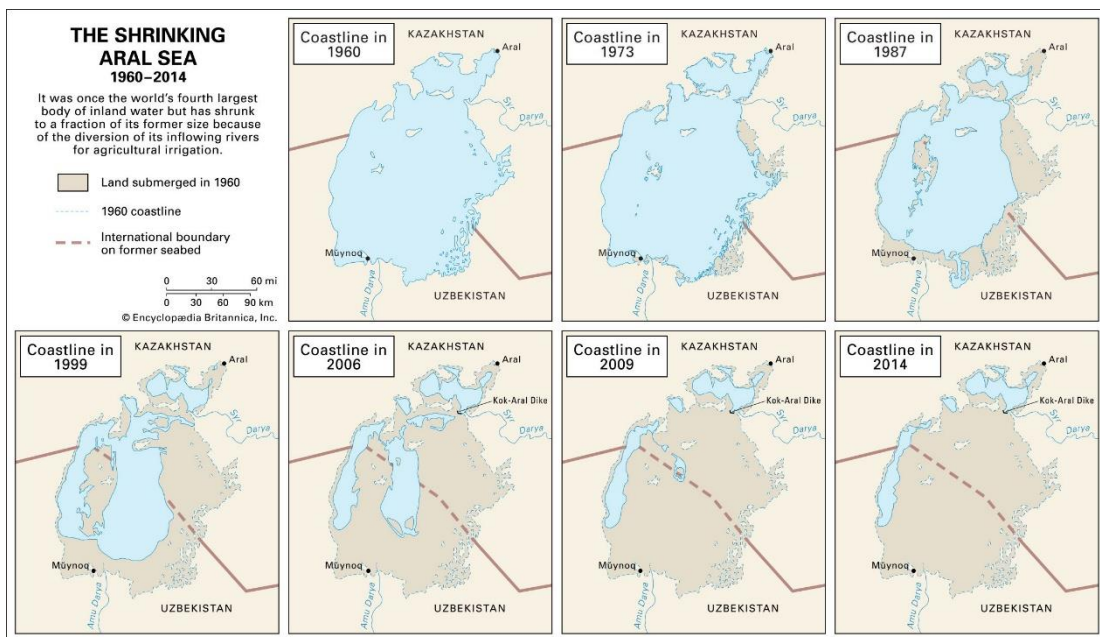 THE SHRINKING
ARAL SEA
1960–2014
It was once the world's fourth largest
body of inland water but has shrunk
to a fraction of its former size because
of the diversion of its inflowing rivers
for agricultural irrigation.
Land submerged in 1960
1960 coastline
International boundary
on former seabed
0 30 60 mi
0 30 60 90 km
© Encyclopædia Britannica, Inc.
Coastline in
1960
KAZAKHSTAN
Aral
Syr
Darya
Mŭynoq
Amu Darya
UZBEKISTAN
Coastline in
1973
KAZAKHSTAN
Aral
Syr
Darya
Mŭynoq
Amu Darya
UZBEKISTAN
Coastline in
1987
KAZAKHSTAN
Aral
Syr
Darya
Mŭynoq
Amu Darya
UZBEKISTAN
Coastline in
1999
KAZAKHSTAN
Aral
Syr
Darya
Mŭynoq
Amu Darya
UZBEKISTAN
Coastline in
2006
KAZAKHSTAN
Aral
Kok-Aral Dike
Syr
Darya
Mŭynoq
Amu Darya
UZBEKISTAN
Coastline in
2009
KAZAKHSTAN
Aral
Kok-Aral Dike
Syr
Darya
Mŭynoq
Amu Darya
UZBEKISTAN
Coastline in
2014
KAZAKHSTAN
Aral
Kok-Aral Dike
Syr
Darya
Mŭynoq
Amu Darya
UZBEKISTAN